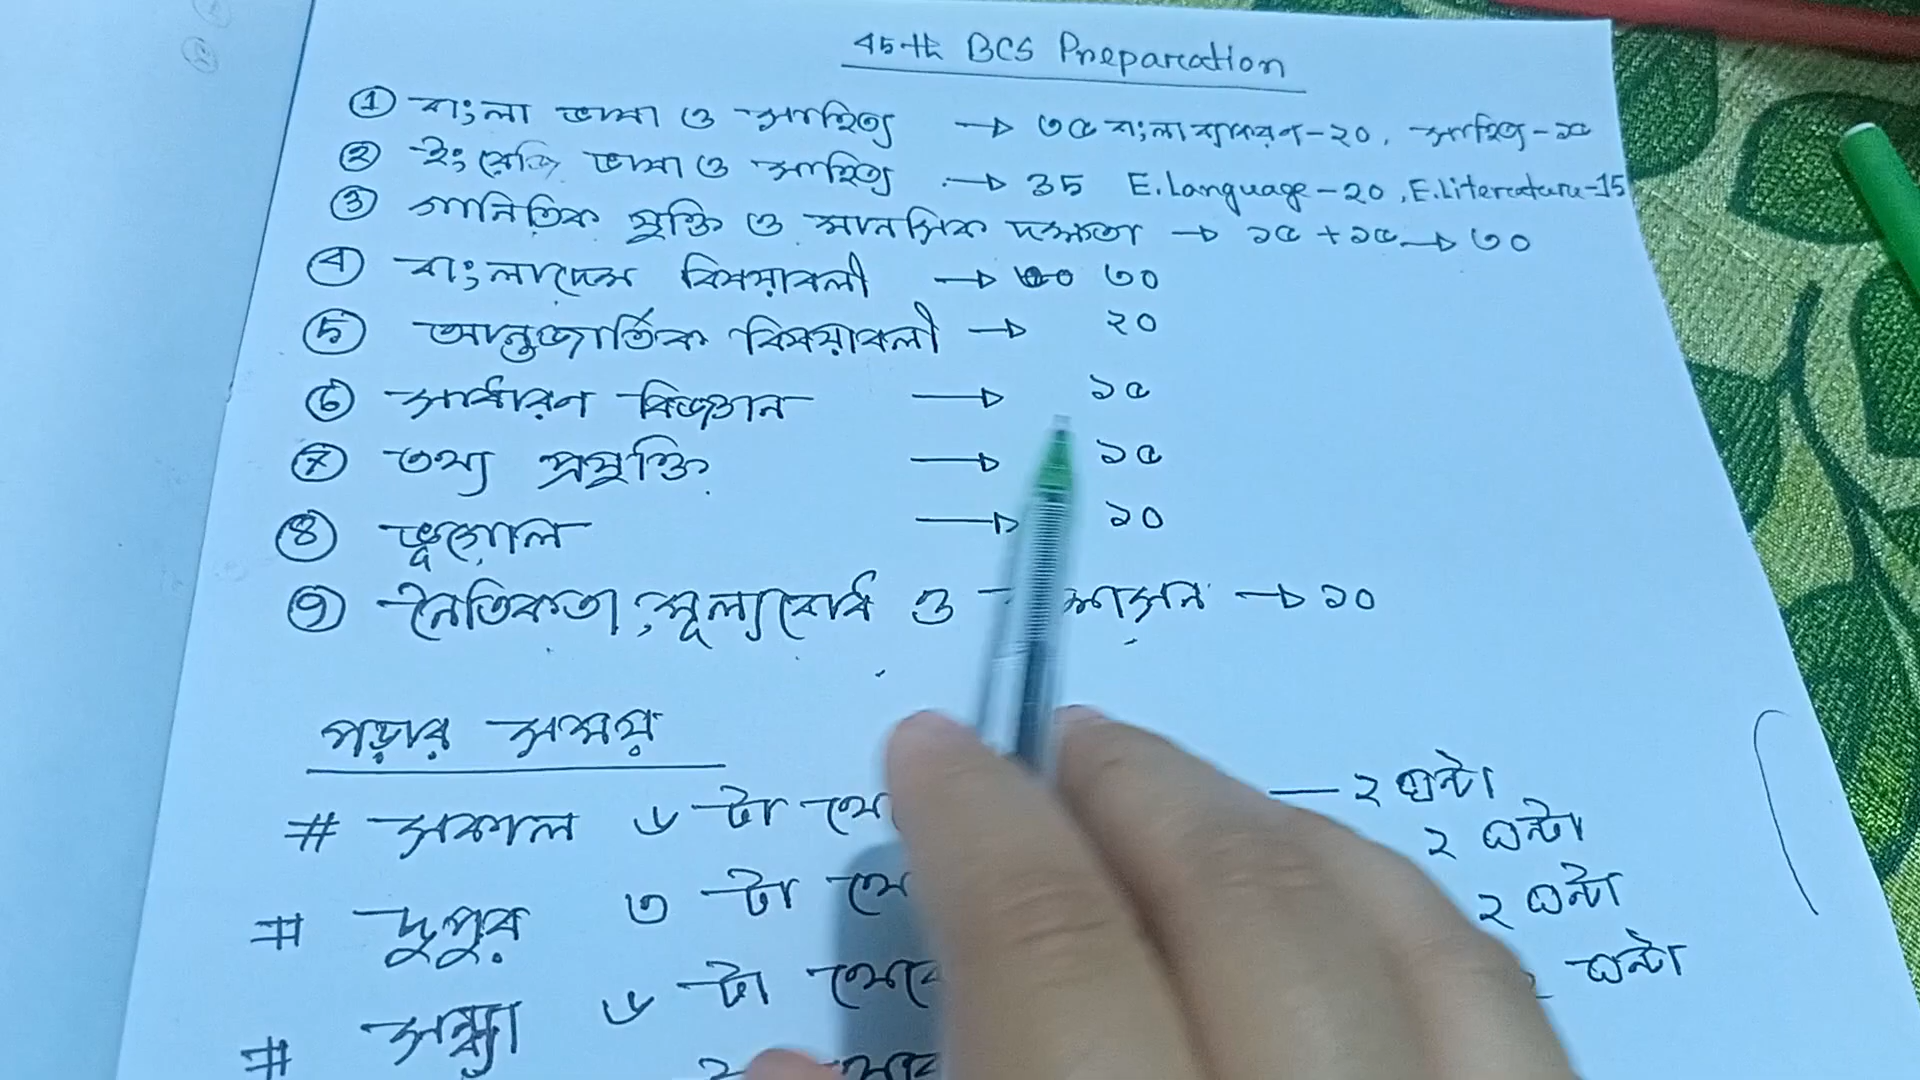 45th BCS Preparation
① বাংলা ভাষা ও সাহিত্য → ৩৫ বাংলা ব্যাকরণ-২০, সাহিত্য-১৫
② ইংরেজি ভাষা ও সাহিত্য → 35 E.Language-20, E.Literature-15
③ গানিতিক যুক্তি ও মানসিক দক্ষতা → ১৫+১৫→ ৩০
④ বাংলাদেশ বিষয়াবলী → ৩০
⑤ আন্তর্জাতিক বিষয়াবলী → ২০
⑥ সাধারণ বিজ্ঞান → ১৫
⑦ তথ্য প্রযুক্তি → ১৫
⑧ ভূগোল → ১০
⑨ নৈতিকতা, মূল্যবোধ ও → ১০
পড়ার সময়
# সকাল ৬ টা — ২ ঘন্টা
# দুপুর ৩ টা ২ ঘন্টা
# সন্ধ্যা ৬ টা থেকে ২ ঘন্টা
ঘন্টা